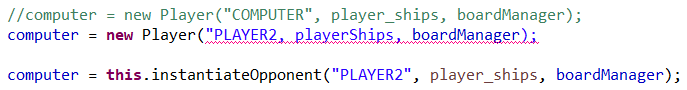 //computer = new Player("COMPUTER", player_ships, boardManager);
computer = new Player("PLAYER2, playerShips, boardManager);
computer = this.instantiateOpponent("PLAYER2", player_ships, boardManager);